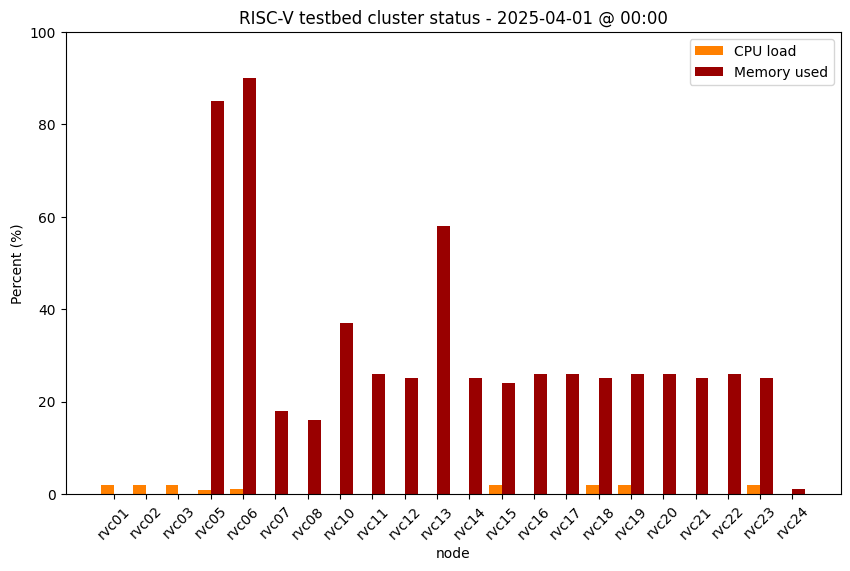 RISC-V testbed cluster status - 2025-04-01 @ 00:00
CPU load
Memory used
Percent (%)
100
80
60
40
20
0
rvc01
rvc02
rvc03
rvc05
rvc06
rvc07
rvc08
rvc10
rvc11
rvc12
rvc13
rvc14
rvc15
rvc16
rvc17
rvc18
rvc19
rvc20
rvc21
rvc22
rvc23
rvc24
node